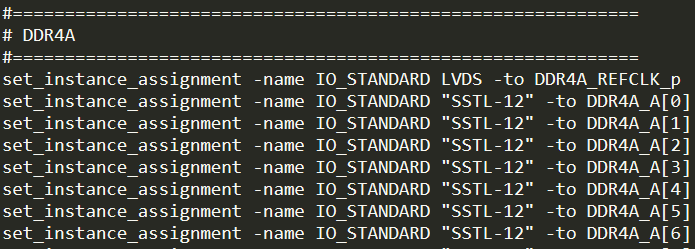 #============================================================
# DDR4A
#============================================================
set_instance_assignment -name IO_STANDARD LVDS -to DDR4A_REFCLK_p
set_instance_assignment -name IO_STANDARD "SSTL-12" -to DDR4A_A[0]
set_instance_assignment -name IO_STANDARD "SSTL-12" -to DDR4A_A[1]
set_instance_assignment -name IO_STANDARD "SSTL-12" -to DDR4A_A[2]
set_instance_assignment -name IO_STANDARD "SSTL-12" -to DDR4A_A[3]
set_instance_assignment -name IO_STANDARD "SSTL-12" -to DDR4A_A[4]
set_instance_assignment -name IO_STANDARD "SSTL-12" -to DDR4A_A[5]
set_instance_assignment -name IO_STANDARD "SSTL-12" -to DDR4A_A[6]